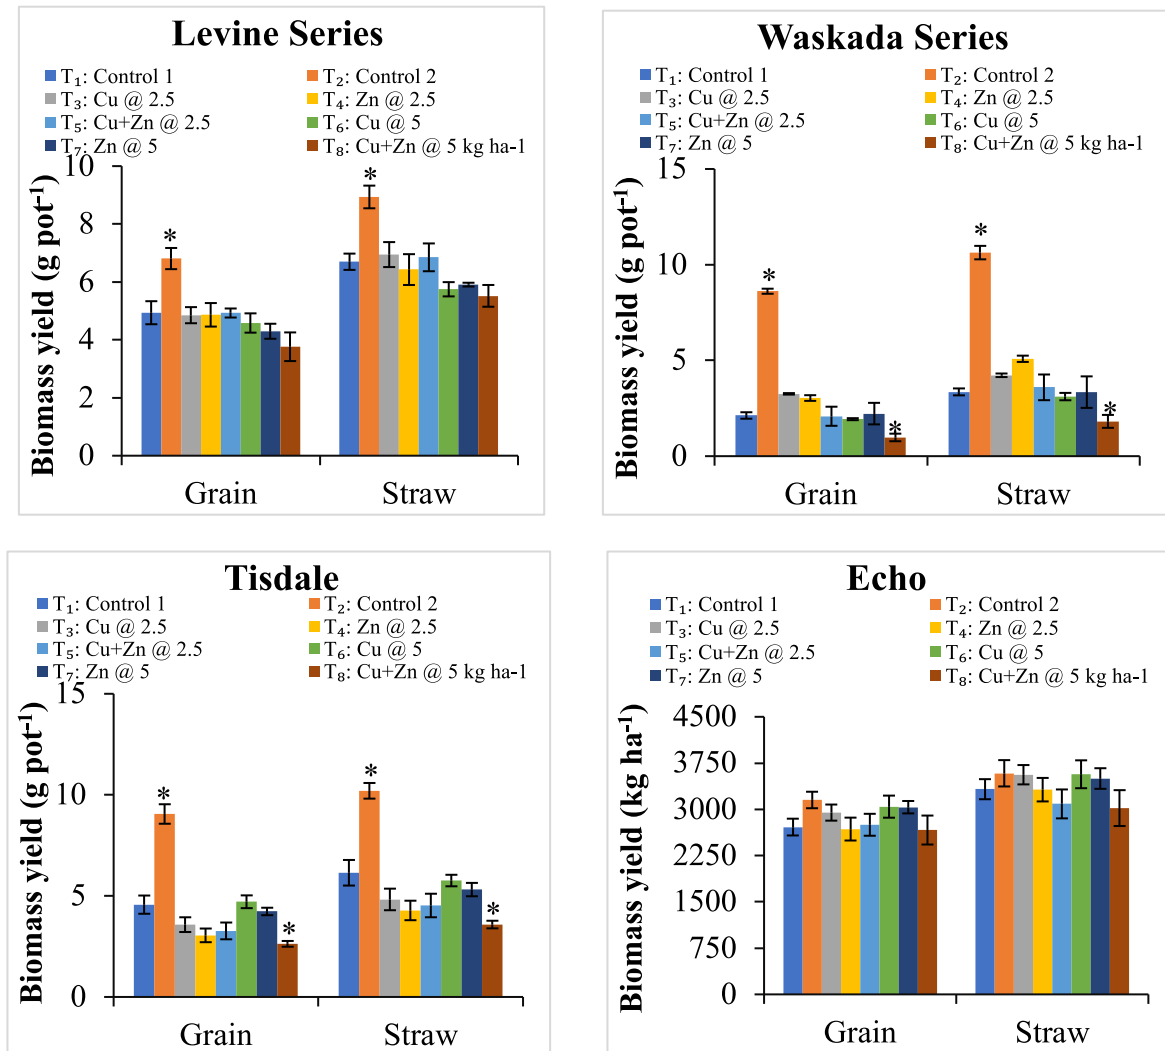 Levine Series
T₁: Control 1
T₂: Control 2
T₃: Cu @ 2.5
T₄: Zn @ 2.5
T₅: Cu+Zn @ 2.5
T₆: Cu @ 5
T₇: Zn @ 5
T₈: Cu+Zn @ 5 kg ha-1
Biomass yield (g pot⁻¹)
10
8
6
4
2
0
*
*
Grain
Straw
Waskada Series
T₁: Control 1
T₂: Control 2
T₃: Cu @ 2.5
T₄: Zn @ 2.5
T₅: Cu+Zn @ 2.5
T₆: Cu @ 5
T₇: Zn @ 5
T₈: Cu+Zn @ 5 kg ha-1
Biomass yield (g pot⁻¹)
15
10
5
0
*
*
*
*
Grain
Straw
Tisdale
T₁: Control 1
T₂: Control 2
T₃: Cu @ 2.5
T₄: Zn @ 2.5
T₅: Cu+Zn @ 2.5
T₆: Cu @ 5
T₇: Zn @ 5
T₈: Cu+Zn @ 5 kg ha-1
Biomass yield (g pot⁻¹)
15
10
5
0
*
*
*
*
Grain
Straw
Echo
T₁: Control 1
T₂: Control 2
T₃: Cu @ 2.5
T₄: Zn @ 2.5
T₅: Cu+Zn @ 2.5
T₆: Cu @ 5
T₇: Zn @ 5
T₈: Cu+Zn @ 5 kg ha-1
Biomass yield (kg ha⁻¹)
4500
3750
3000
2250
1500
750
0
Grain
Straw